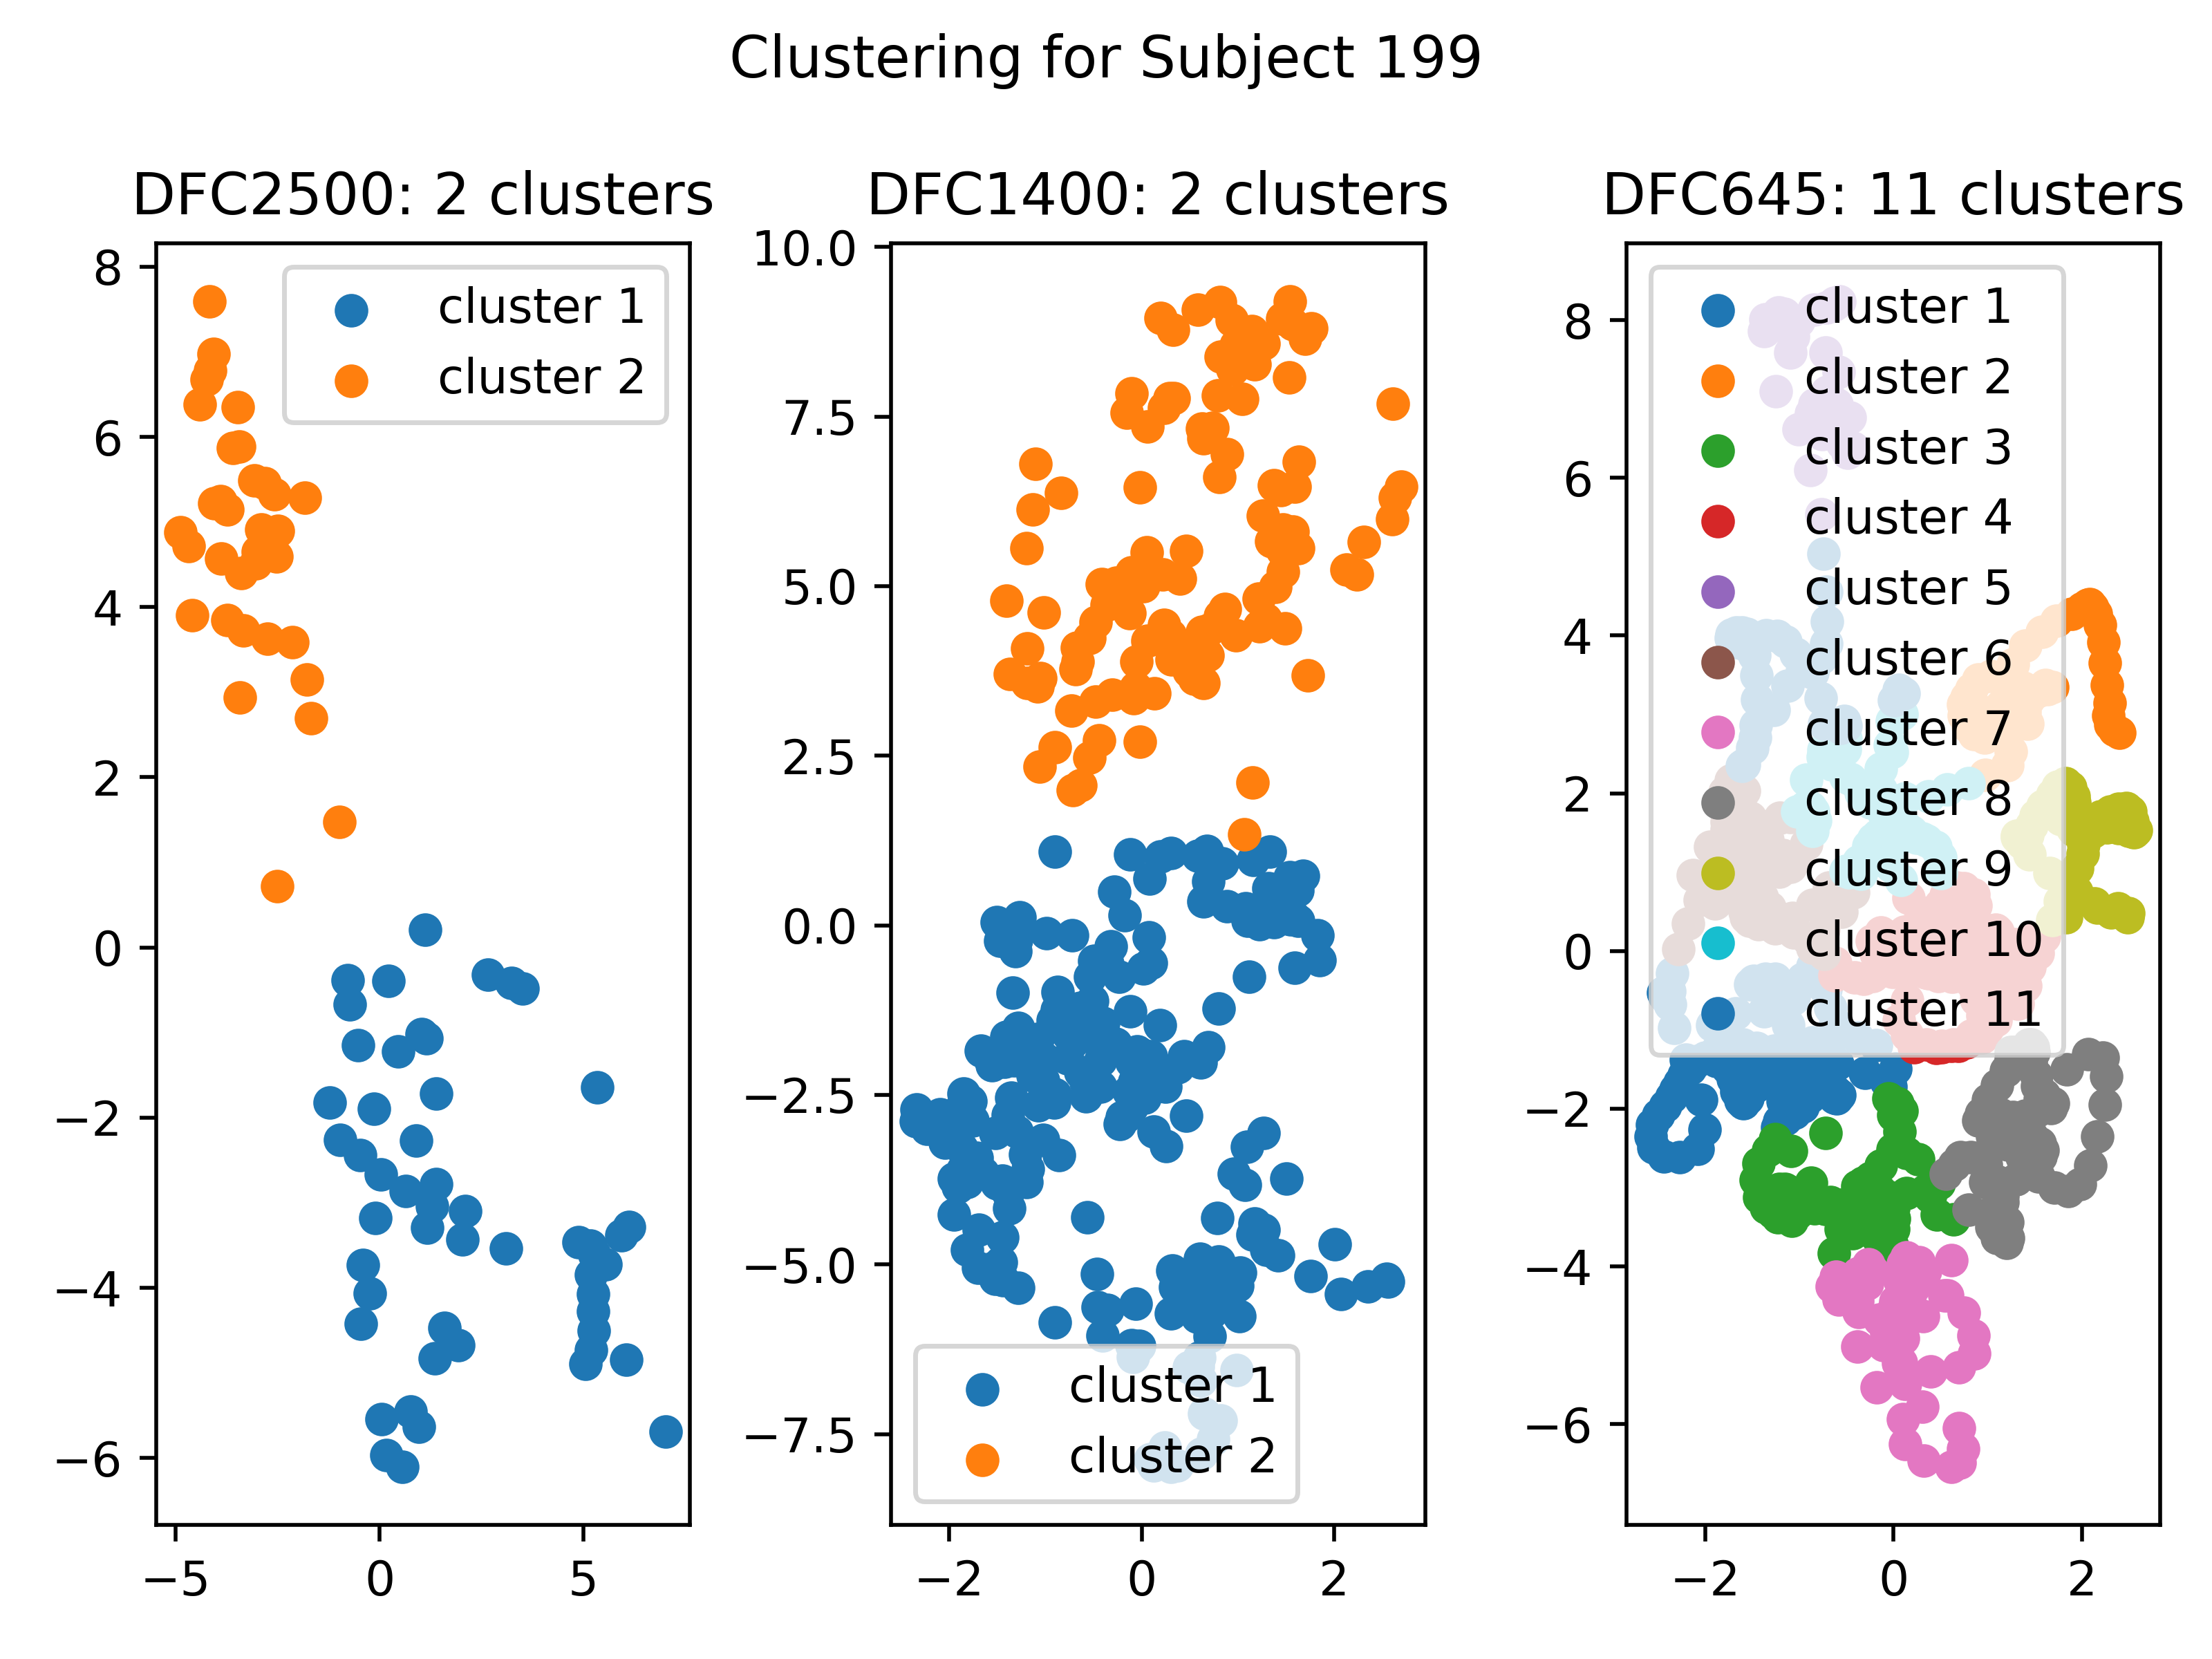 Clustering for Subject 199
DFC2500: 2 clusters
8
6
4
2
0
−2
−4
−6
−5
0
5
cluster 1
cluster 2
DFC1400: 2 clusters
10.0
7.5
5.0
2.5
0.0
−2.5
−5.0
−7.5
−2
0
2
cluster 1
cluster 2
DFC645: 11 clusters
8
6
4
2
0
−2
−4
−6
−2
0
2
cluster 1
cluster 2
cluster 3
cluster 4
cluster 5
cluster 6
cluster 7
cluster 8
cluster 9
cluster 10
cluster 11